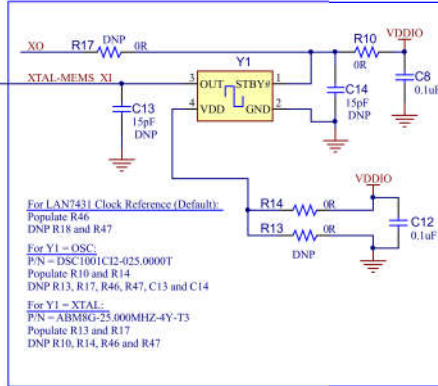 XO R17 DNP 0R R10 VDDIO
0R
XTAL-MEMS_XI Y1
3 OUT STBY# 1
4 VDD GND 2
C13
15pF
DNP
C14
15pF
DNP
C8
0.1uF
VDDIO
R14 0R
R13 0R
DNP
C12
0.1uF
For LAN7431 Clock Reference (Default):
Populate R46
DNP R18 and R47
For Y1 = OSC:
P/N = DSC1001CI2-025.0000T
Populate R10 and R14
DNP R13, R17, R46, R47, C13 and C14
For Y1 = XTAL:
P/N = ABM8G-25.000MHZ-4Y-T3
Populate R13 and R17
DNP R10, R14, R46 and R47